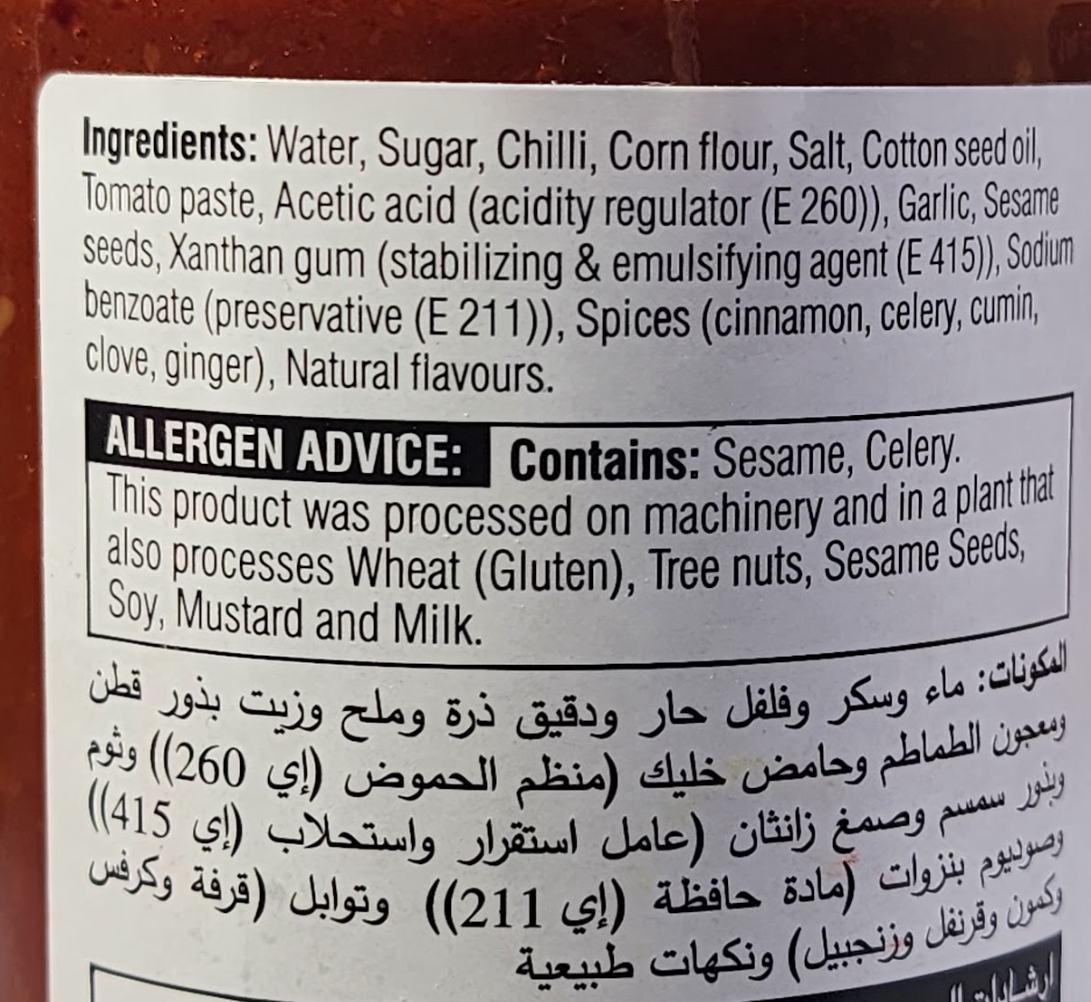 Ingredients: Water, Sugar, Chilli, Corn flour, Salt, Cotton seed oil,
Tomato paste, Acetic acid (acidity regulator (E 260)), Garlic, Sesame
seeds, Xanthan gum (stabilizing & emulsifying agent (E 415)), Sodium
benzoate (preservative (E 211)), Spices (cinnamon, celery, cumin,
clove, ginger), Natural flavours.
ALLERGEN ADVICE: Contains: Sesame, Celery.
This product was processed on machinery and in a plant that
also processes Wheat (Gluten), Tree nuts, Sesame Seeds,
Soy, Mustard and Milk.
المكونات: ماء وسكر وفلفل حار ودقيق ذرة وملح وزيت بذور قطن
ومعجون الطماطم وحامض خليك (منظم الحموض (إي 260)) وثوم
وبذور سمسم وصمغ زانثان (عامل استقرار واستحلاب (إي 415))
وصوديوم بنزوات (مادة حافظة (إي 211)) وتوابل (قرفة وكرفس
وكمون وقرنفل وزنجبيل) ونكهات طبيعية